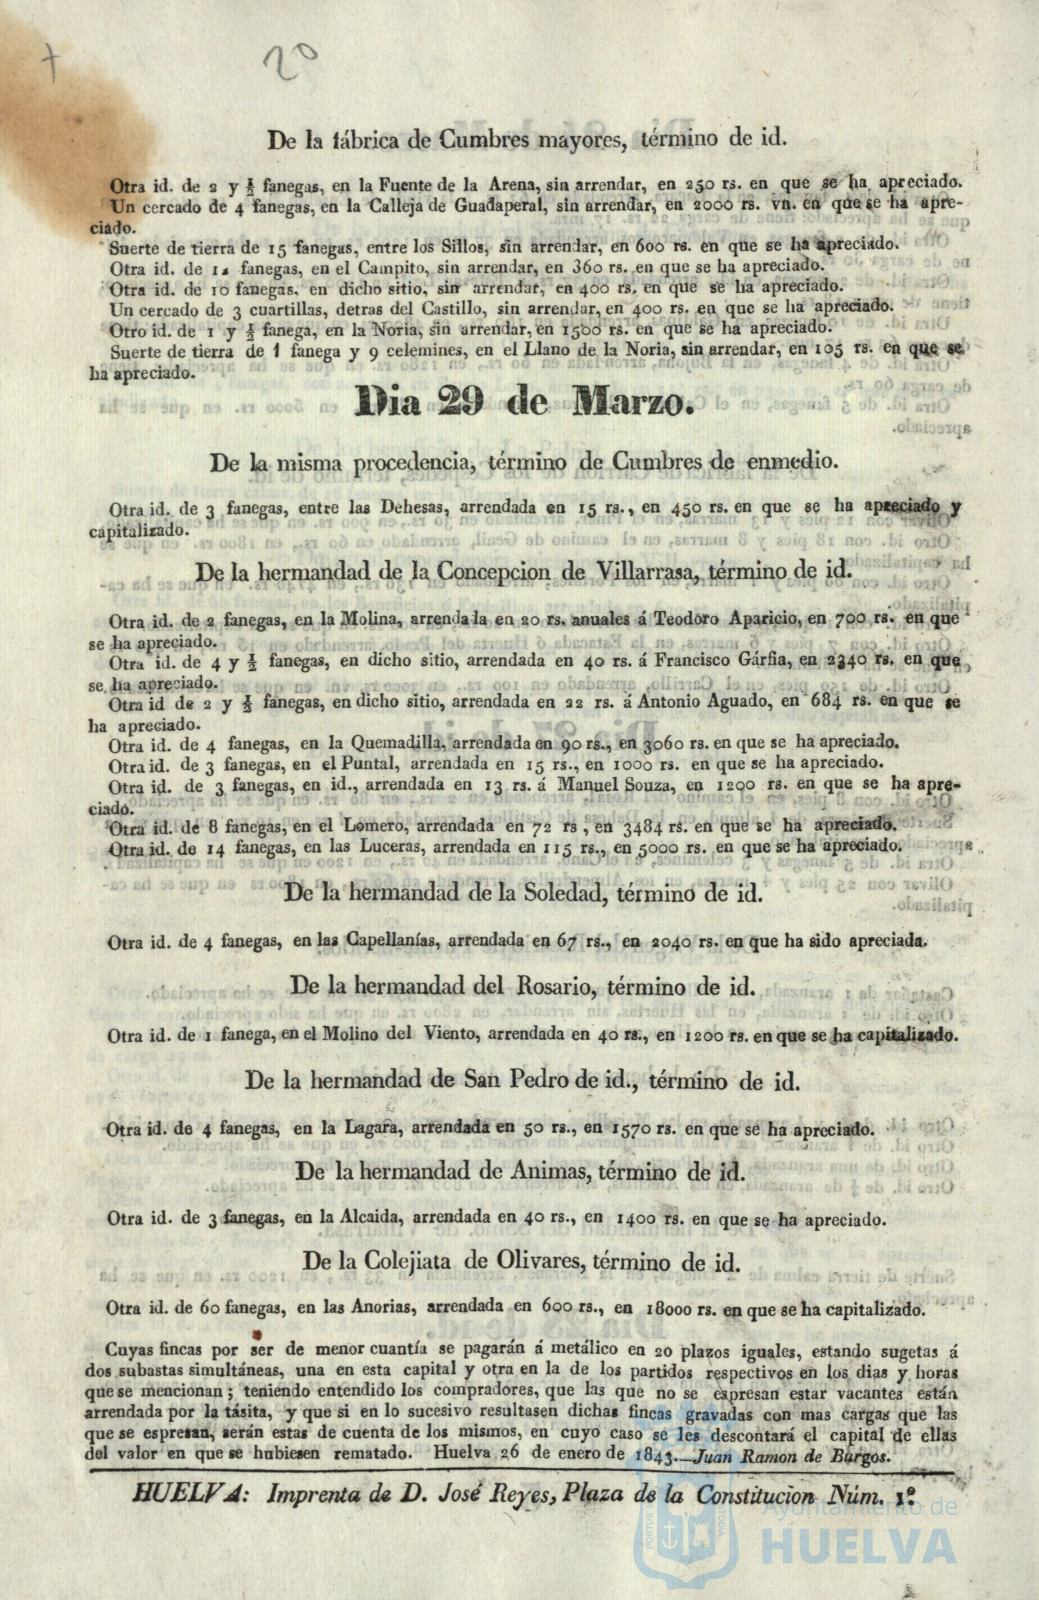 2º
De la fábrica de Cumbres mayores, término de id.
Otra id. de 2 y ½ fanegas, en la Fuente de la Arena, sin arrendar, en 250 rs. en que se ha apreciado.
Un cercado de 4 fanegas, en la Calleja de Guadaperal, sin arrendar, en 2000 rs. vn. en que se ha apre-
ciado.
Suerte de tierra de 15 fanegas, entre los Sillos, sin arrendar, en 600 rs. en que se ha apreciado.
Otra id. de fanegas, en el Campito, sin arrendar, en 360 rs. en que se ha apreciado.
Otra id. de 10 fanegas, en dicho sitio, sin arrendar, en 400 rs, en que se ha apreciado.
Un cercado de 3 cuartillas, detras del Castillo, sin arrendar, en 400 rs. en que se ha apreciado.
Otro id. de 1 y ½ fanega, en la Noria, sin arrendar, en 1500 rs. en que se ha apreciado.
Suerte de tierra de 1 fanega y 9 celemines, en el Llano de la Noria, sin arrendar, en 105 rs. en que se
ha apreciado.
Dia 29 de Marzo.
De la misma procedencia, término de Cumbres de enmedio.
Otra id. de 3 fanegas, entre las Dehesas, arrendada en 15 rs., en 450 rs. en que se ha apreciado y
capitalizado.
De la hermandad de la Concepcion de Villarrasa, término de id.
Otra id. de 2 fanegas, en la Molina, arrendala en 20 rs. anuales á Teodoro Aparicio, en 700 rs. en que
se ha apreciado.
Otra id. de 4 y ½ fanegas, en dicho sitio, arrendada en 40 rs. á Francisco Gárfia, en 2340 rs. en que
se ha apreciado.
Otra id de 2 y ½ fanegas, en dicho sitio, arrendada en 22 rs. á Antonio Aguado, en 684 rs. en que se
ha apreciado.
Otra id. de 4 fanegas, en la Quemadilla, arrendada en 90 rs., en 3060 rs. en que se ha apreciado.
Otra id. de 3 fanegas, en el Puntal, arrendada en 15 rs., en 1000 rs. en que se ha apreciado.
Otra id. de 3 fanegas, en id., arrendada en 13 rs. á Manuel Souza, en 1200 rs. en que se ha apre-
ciado.
Otra id. de 8 fanegas, en el Lomero, arrendada en 72 rs , en 3484 rs. en que se ha apreciado.
Otra id. de 14 fanegas, en las Luceras, arrendada en 115 rs., en 5000 rs. en que se ha apreciado.
De la hermandad de la Soledad, término de id.
Otra id. de 4 fanegas, en las Capellanías, arrendada en 67 rs., en 2040 rs. en que ha sido apreciada.
De la hermandad del Rosario, término de id.
Otra id. de 1 fanega, en el Molino del Viento, arrendada en 40 rs., en 1200 rs. en que se ha capitalizado.
De la hermandad de San Pedro de id., término de id.
Otra id. de 4 fanegas, en la Lagara, arrendada en 50 rs., en 1570 rs. en que se ha apreciado.
De la hermandad de Animas, término de id.
Otra id. de 3 fanegas, en la Alcaida, arrendada en 40 rs., en 1400 rs. en que se ha apreciado.
De la Colejiata de Olivares, término de id.
Otra id. de 60 fanegas, en las Anorias, arrendada en 600 rs., en 18000 rs. en que se ha capitalizado.
Cuyas fincas por ser de menor cuantía se pagarán á metálico en 20 plazos iguales, estando sugetas á
dos subastas simultáneas, una en esta capital y otra en la de los partidos respectivos en los dias y horas
que se mencionan; teniendo entendido los compradores, que las que no se espresan estar vacantes están
arrendada por la tásita, y que si en lo sucesivo resultasen dichas fincas gravadas con mas cargas que las
que se espresan, serán estas de cuenta de los mismos, en cuyo caso se les descontará el capital de ellas
del valor en que se hubiesen rematado. Huelva 26 de enero de 1843.—Juan Ramon de Burgos.
HUELVA: Imprenta de D. José Reyes, Plaza de la Constitucion Núm. 1.º
Ayuntamiento de
HUELVA